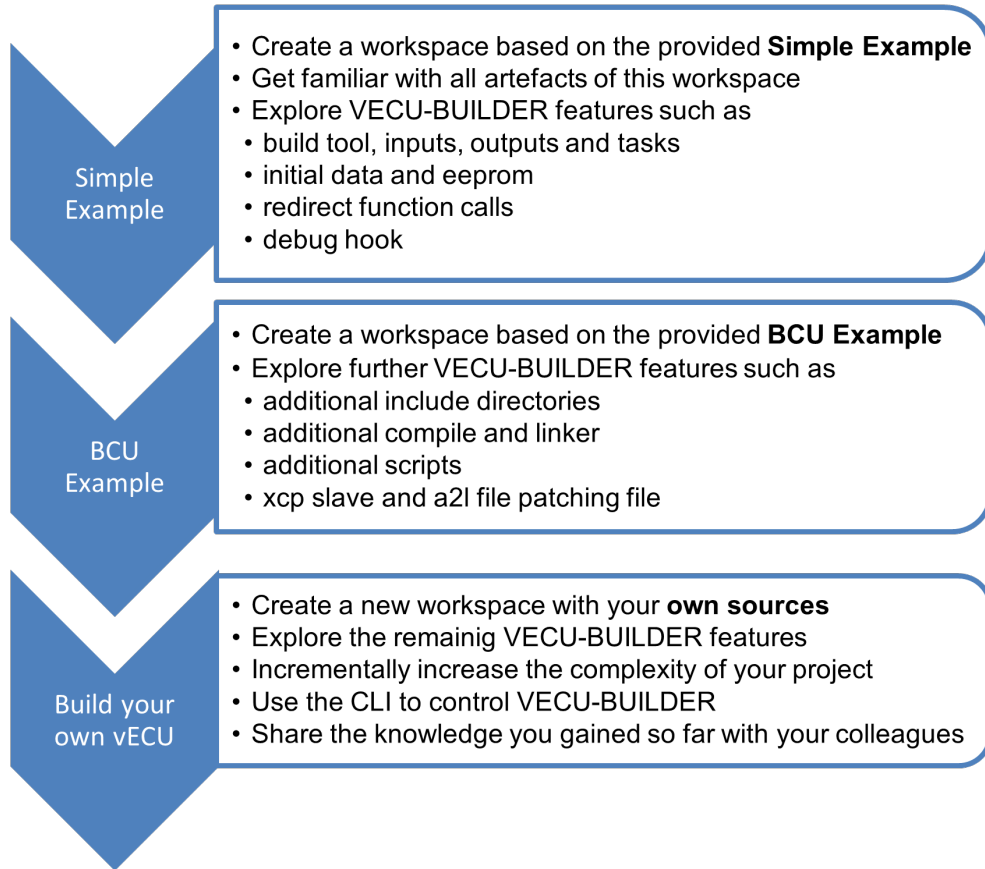 Simple
Example
• Create a workspace based on the provided Simple Example
• Get familiar with all artefacts of this workspace
• Explore VECU-BUILDER features such as
• build tool, inputs, outputs and tasks
• initial data and eeprom
• redirect function calls
• debug hook
BCU
Example
• Create a workspace based on the provided BCU Example
• Explore further VECU-BUILDER features such as
• additional include directories
• additional compile and linker
• additional scripts
• xcp slave and a2l file patching file
Build your
own vECU
• Create a new workspace with your own sources
• Explore the remainig VECU-BUILDER features
• Incrementally increase the complexity of your project
• Use the CLI to control VECU-BUILDER
• Share the knowledge you gained so far with your colleagues